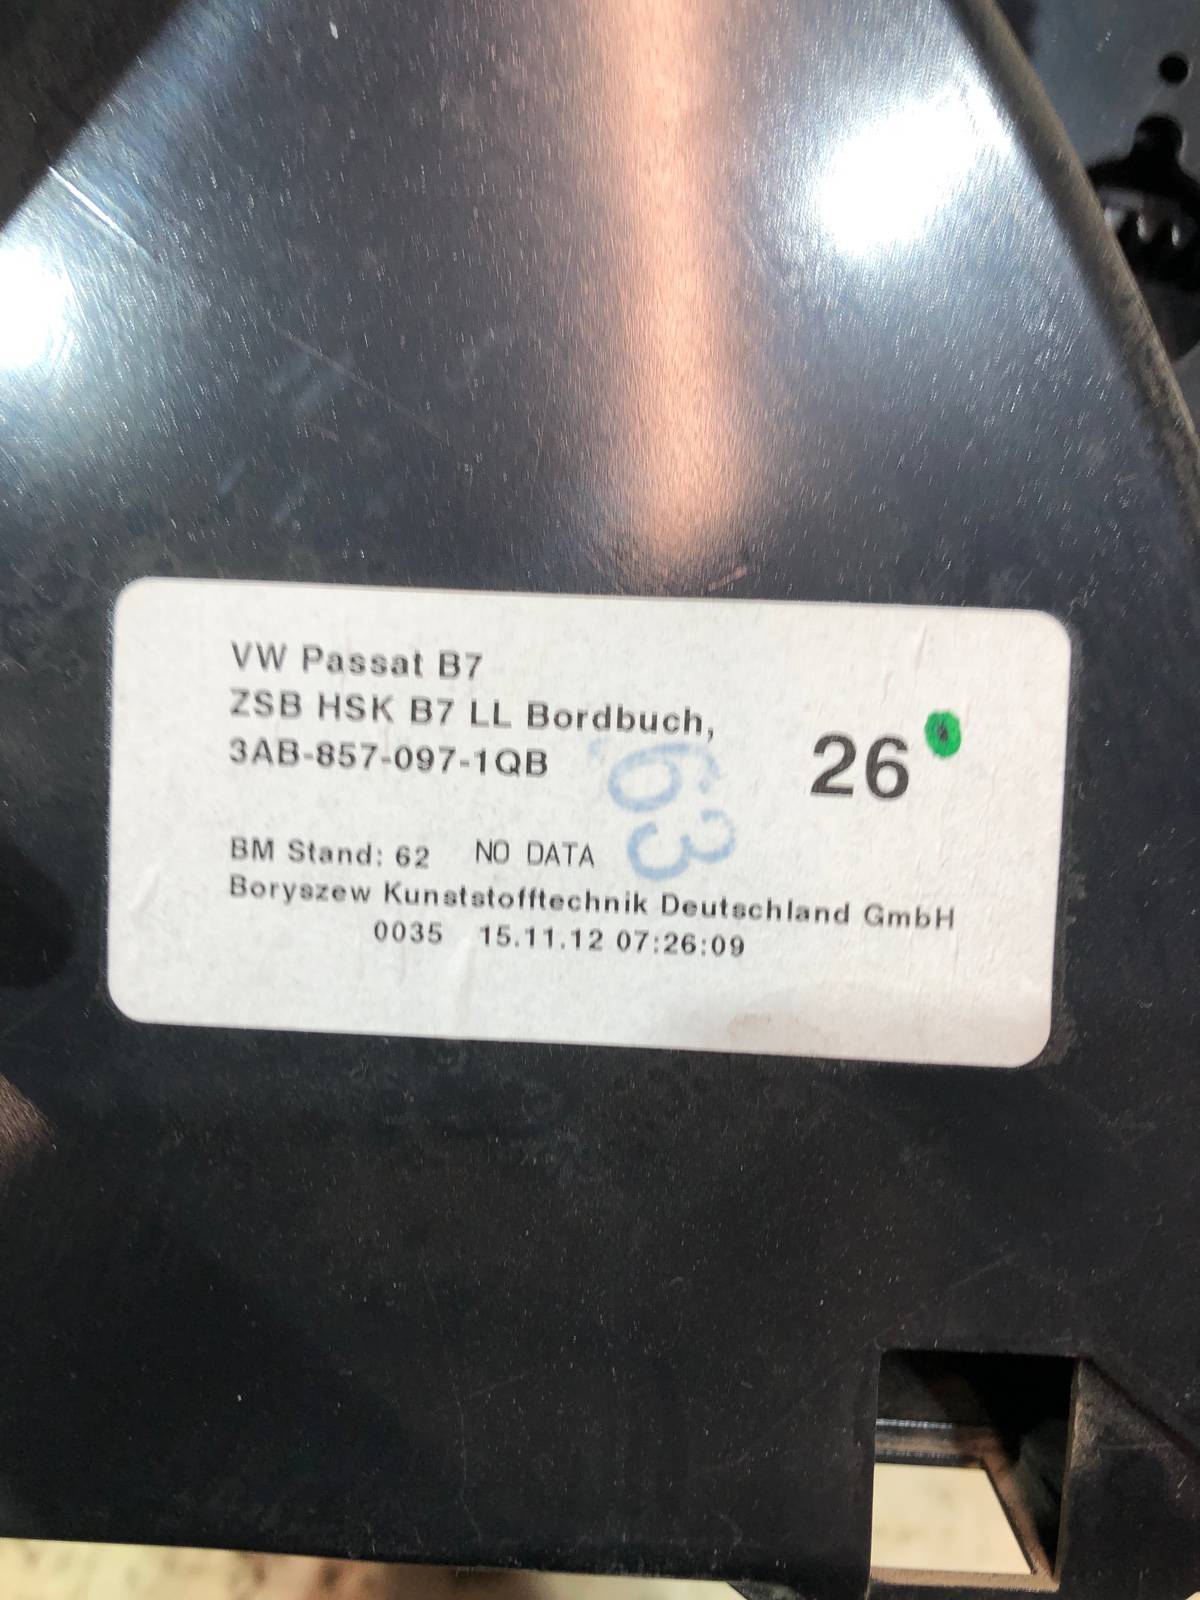 VW Passat B7
ZSB HSK B7 LL Bordbuch,
3AB-857-097-1QB
26
63
BM Stand: 62 NO DATA
Boryszew Kunststofftechnik Deutschland GmbH
0035 15.11.12 07:26:09